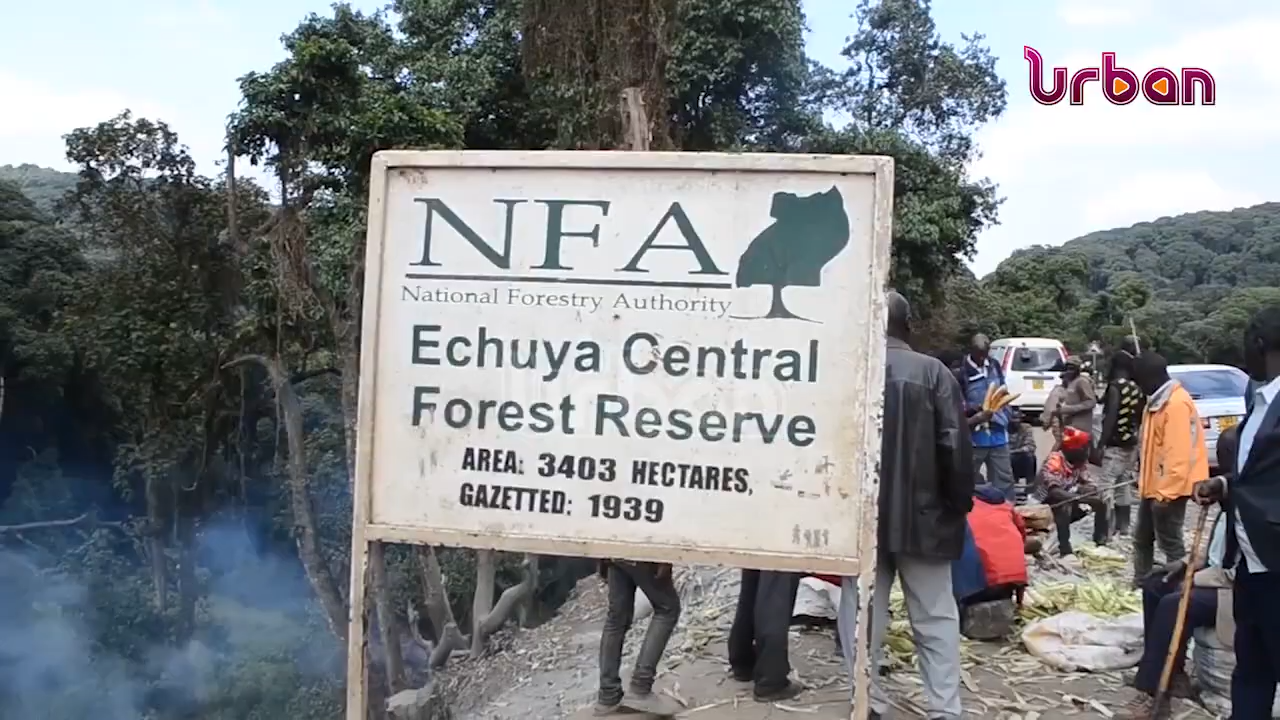 Urban
NFA
National Forestry Authority
Echuya Central
Forest Reserve
AREA: 3403 HECTARES,
GAZETTED: 1939